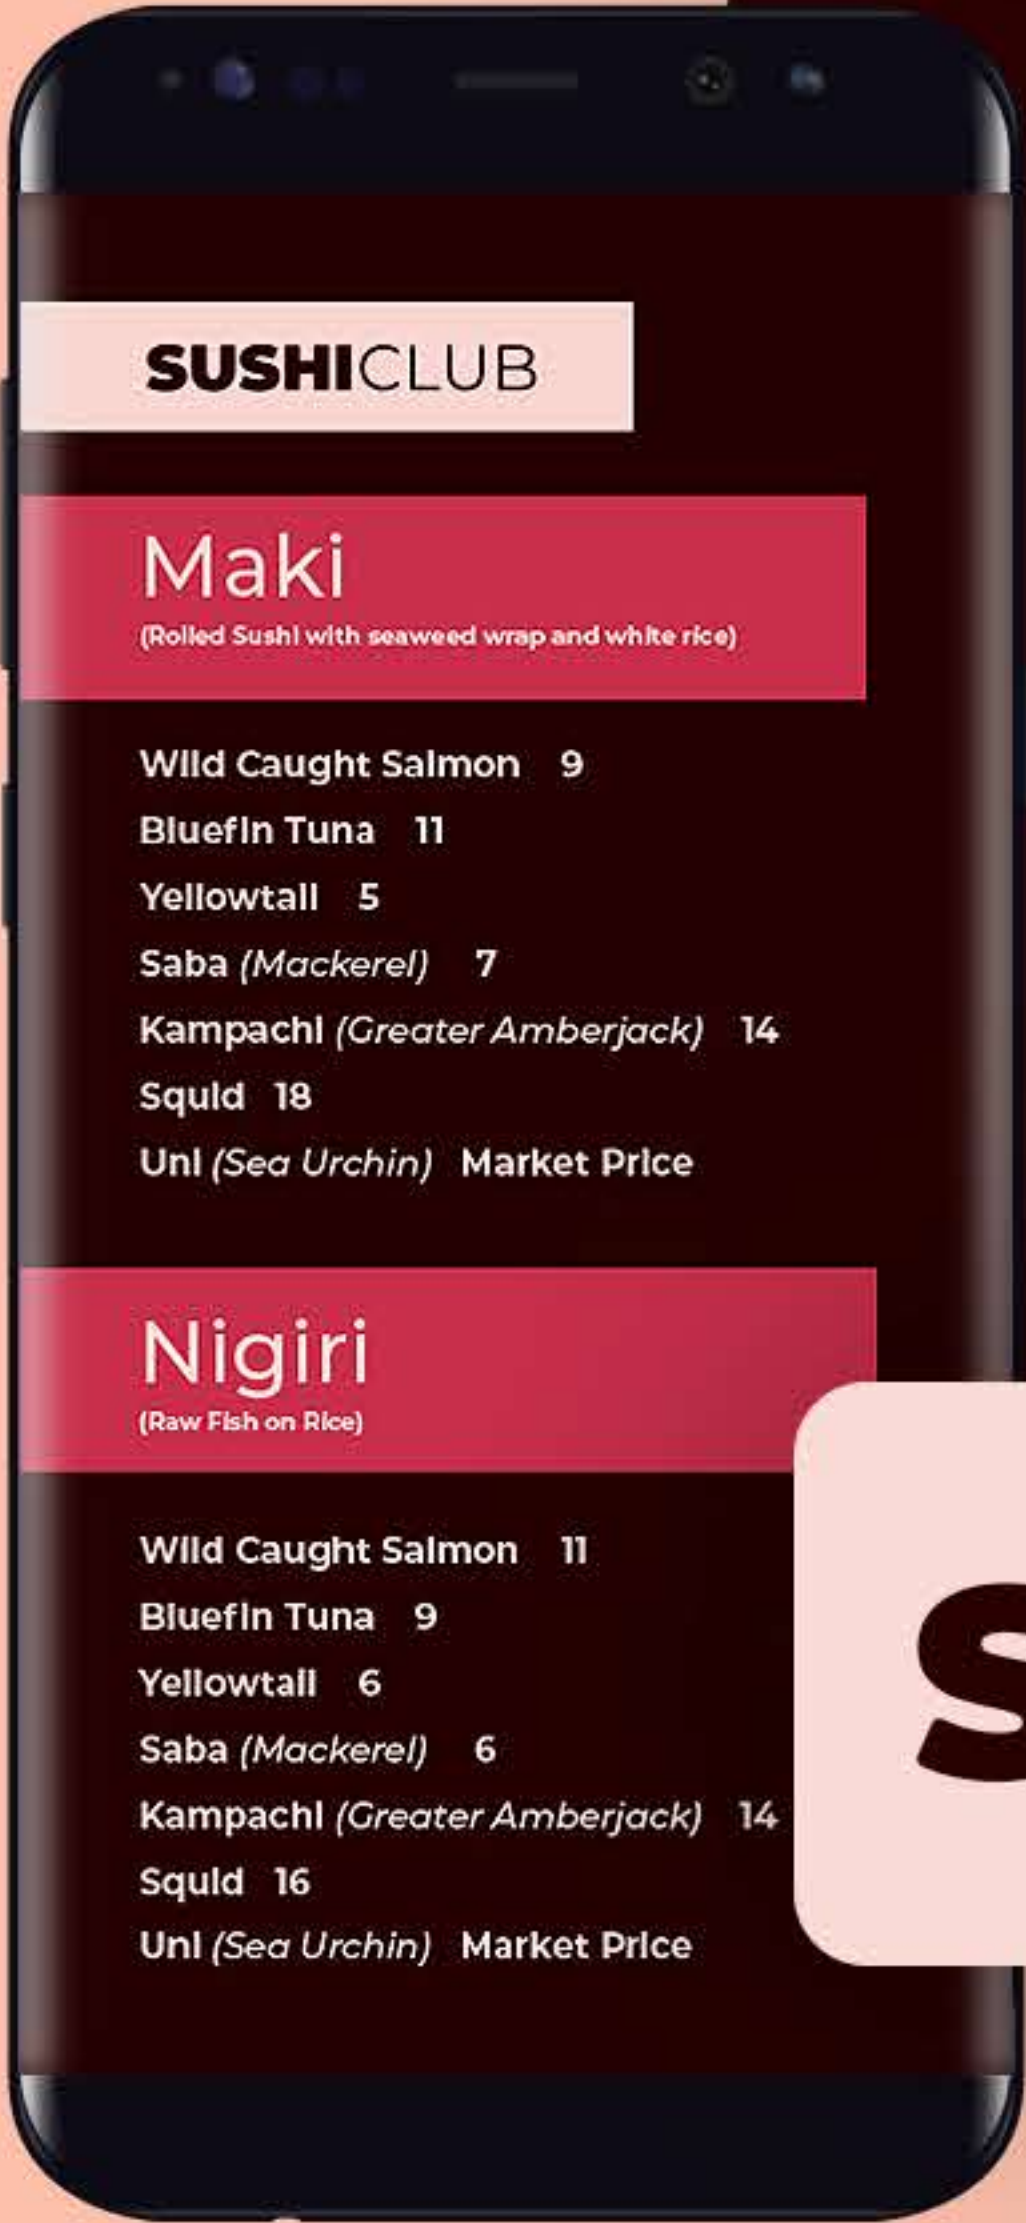 SUSHICLUB
Maki
(Rolled Sushi with seaweed wrap and white rice)
Wild Caught Salmon 9
Bluefin Tuna 11
Yellowtail 5
Saba (Mackerel) 7
Kampachi (Greater Amberjack) 14
Squid 18
Uni (Sea Urchin) Market Price
Nigiri
(Raw Fish on Rice)
Wild Caught Salmon 11
Bluefin Tuna 9
Yellowtail 6
Saba (Mackerel) 6
Kampachi (Greater Amberjack) 14
Squid 16
Uni (Sea Urchin) Market Price
S